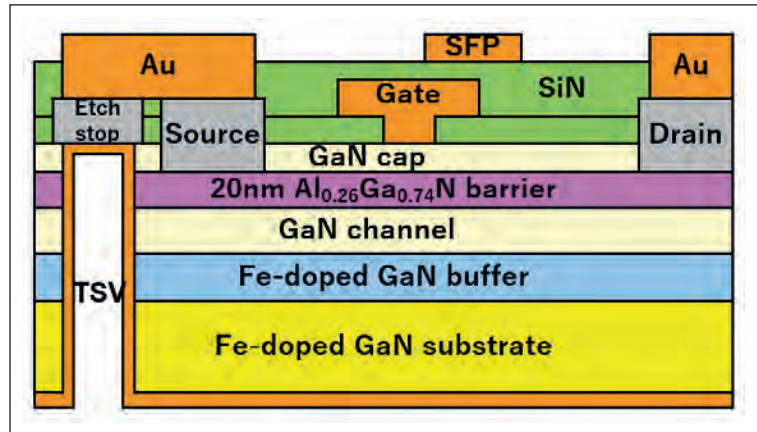 SFP
Au
Au
Gate
SiN
Etch
stop
Source
Drain
GaN cap
20nm Al₀.₂₆Ga₀.₇₄N barrier
GaN channel
Fe-doped GaN buffer
TSV
Fe-doped GaN substrate